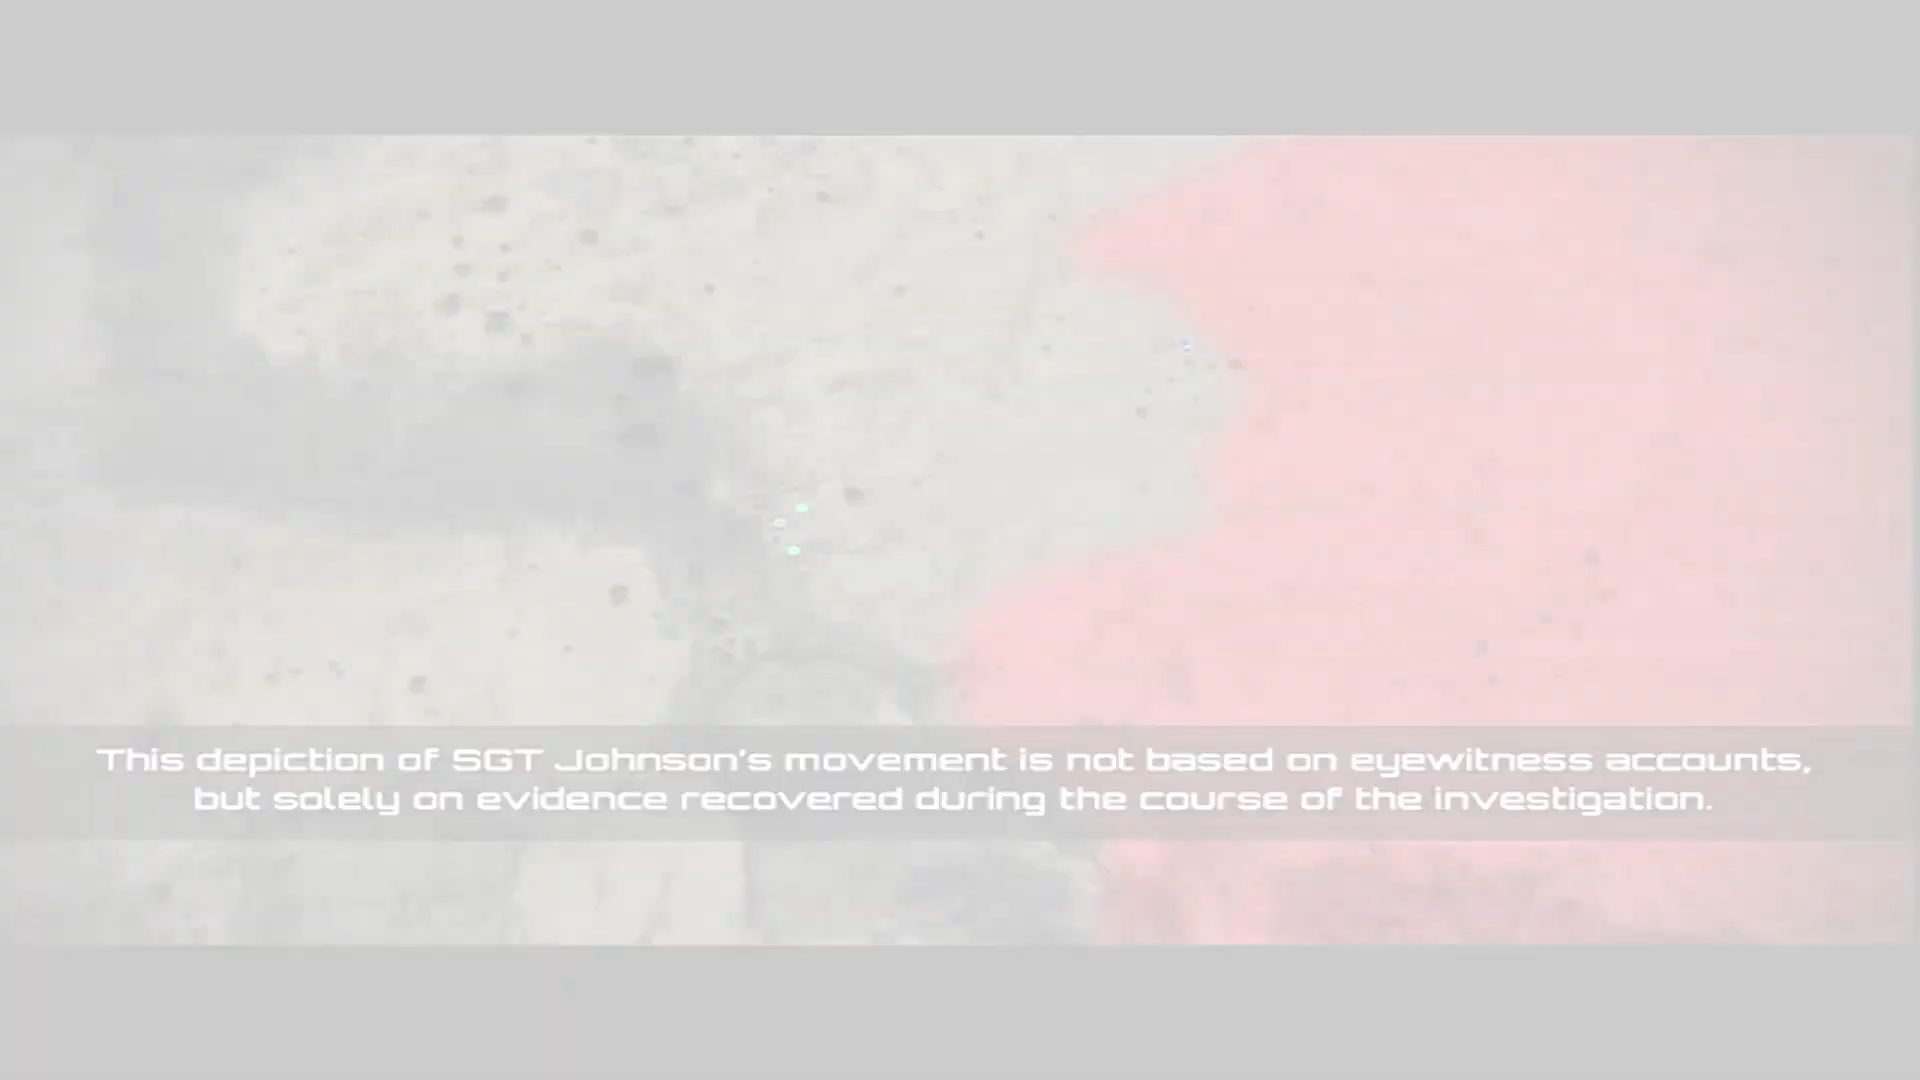 This depiction of SGT Johnson's movement is not based on eyewitness accounts,
but solely on evidence recovered during the course of the investigation.